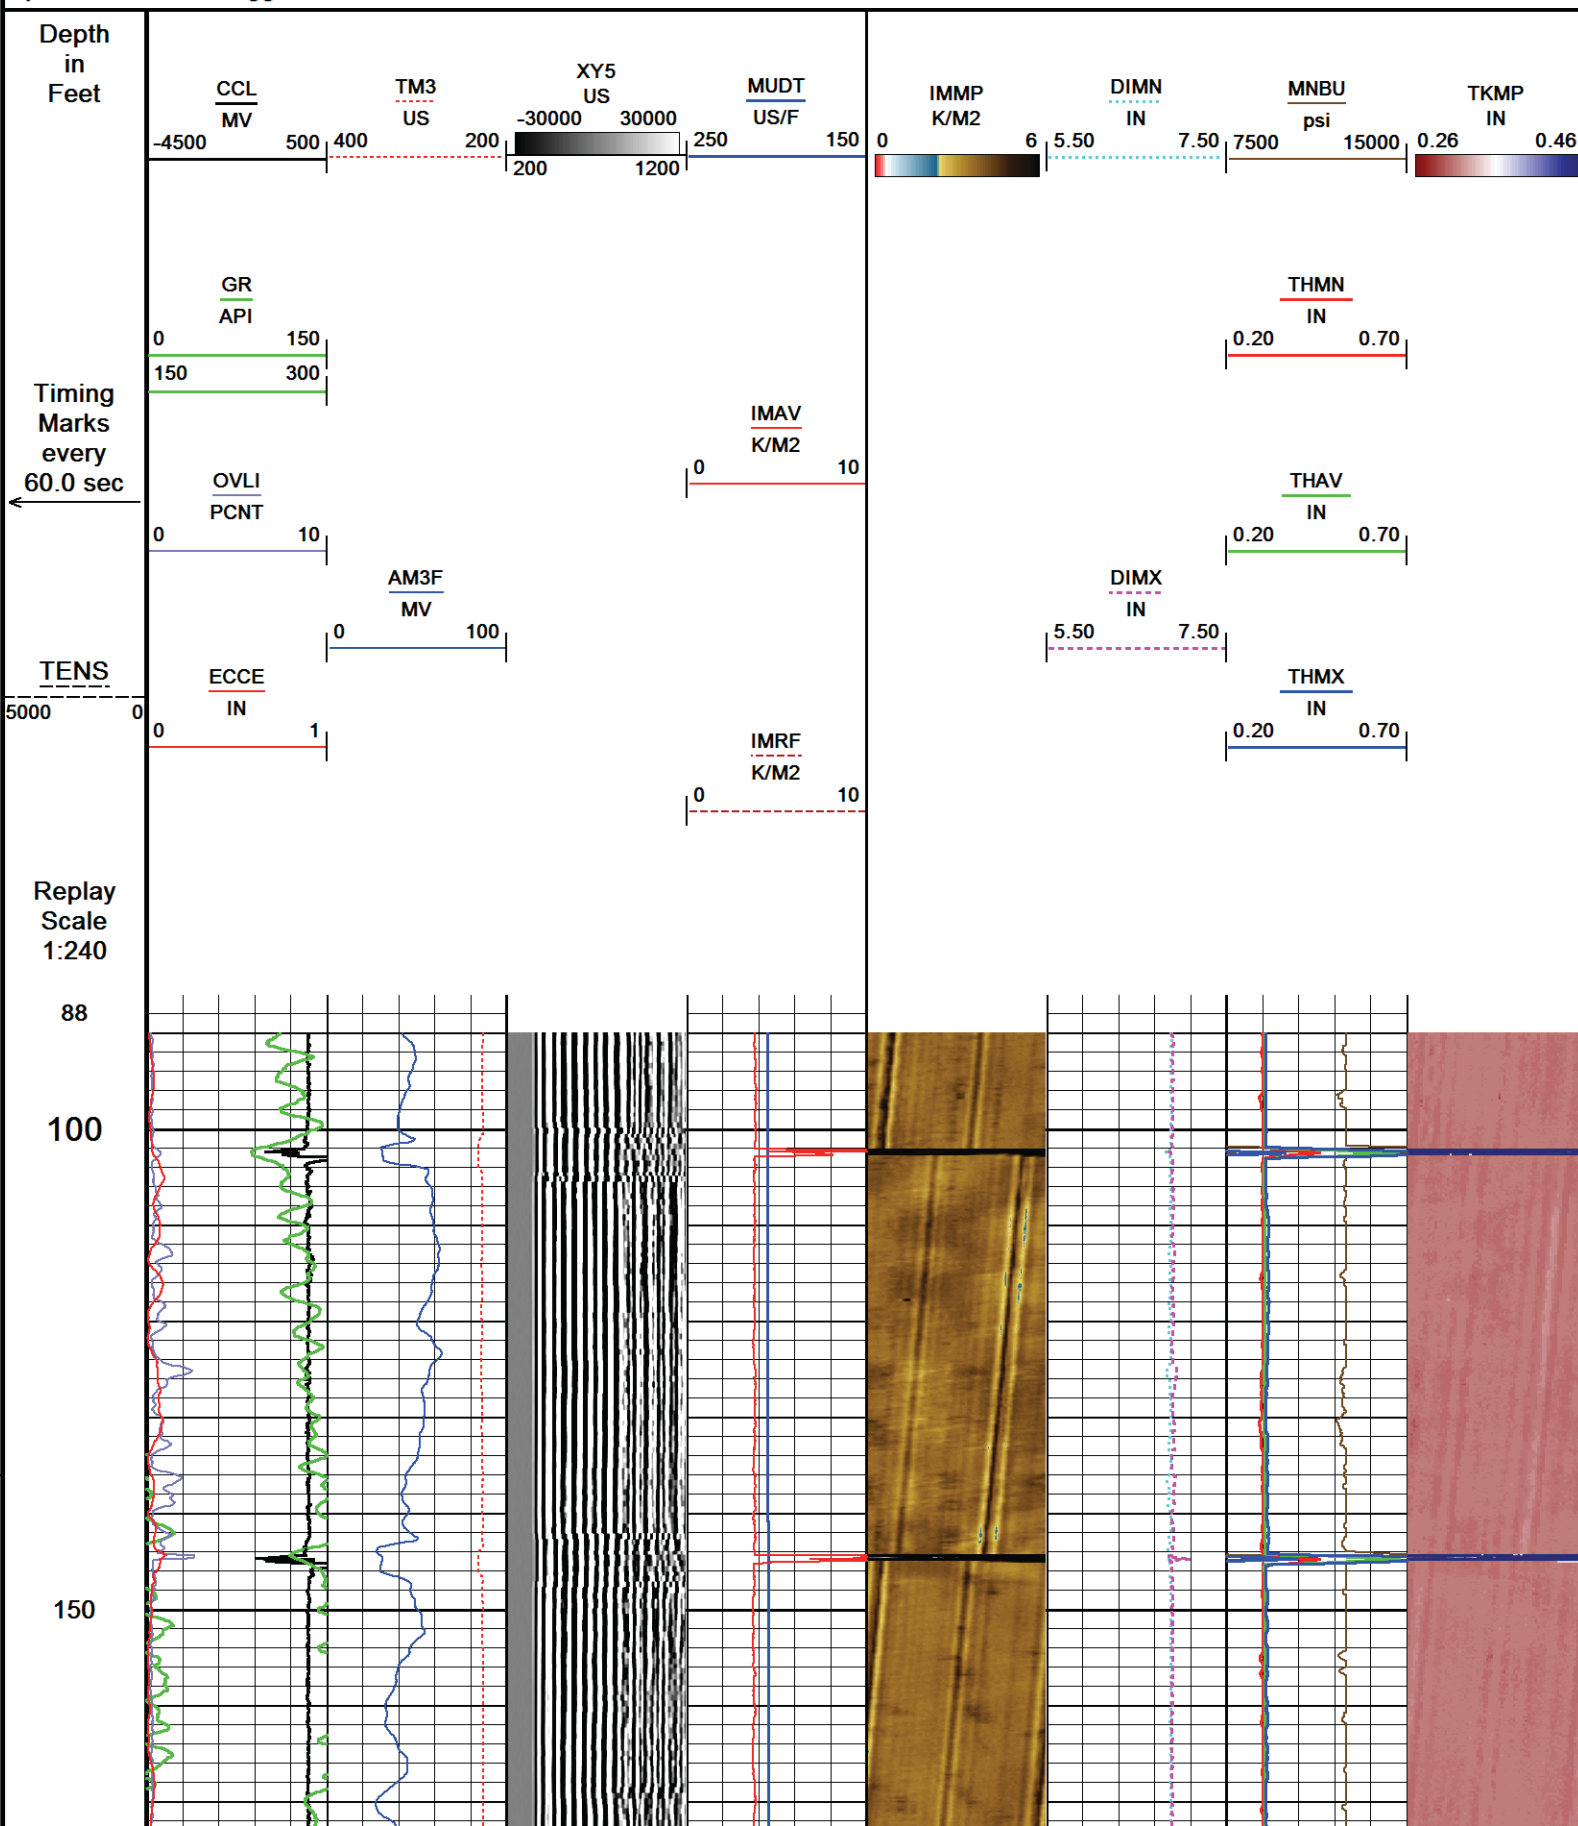 Depth
in
Feet
CCL
MV
-4500 500
TM3
US
400 200
XY5
US
-30000 30000
200 1200
MUDT
US/F
250 150
IMMP
K/M2
0 6
DIMN
IN
5.50 7.50
MNBU
psi
7500 15000
TKMP
IN
0.26 0.46
GR
API
0 150
150 300
THMN
IN
0.20 0.70
Timing
Marks
every
60.0 sec
IMAV
K/M2
0 10
OVLI
PCNT
0 10
THAV
IN
0.20 0.70
AM3F
MV
0 100
DIMX
IN
5.50 7.50
TENS
5000 0
ECCE
IN
0 1
THMX
IN
0.20 0.70
IMRF
K/M2
0 10
Replay
Scale
1:240
88
100
150